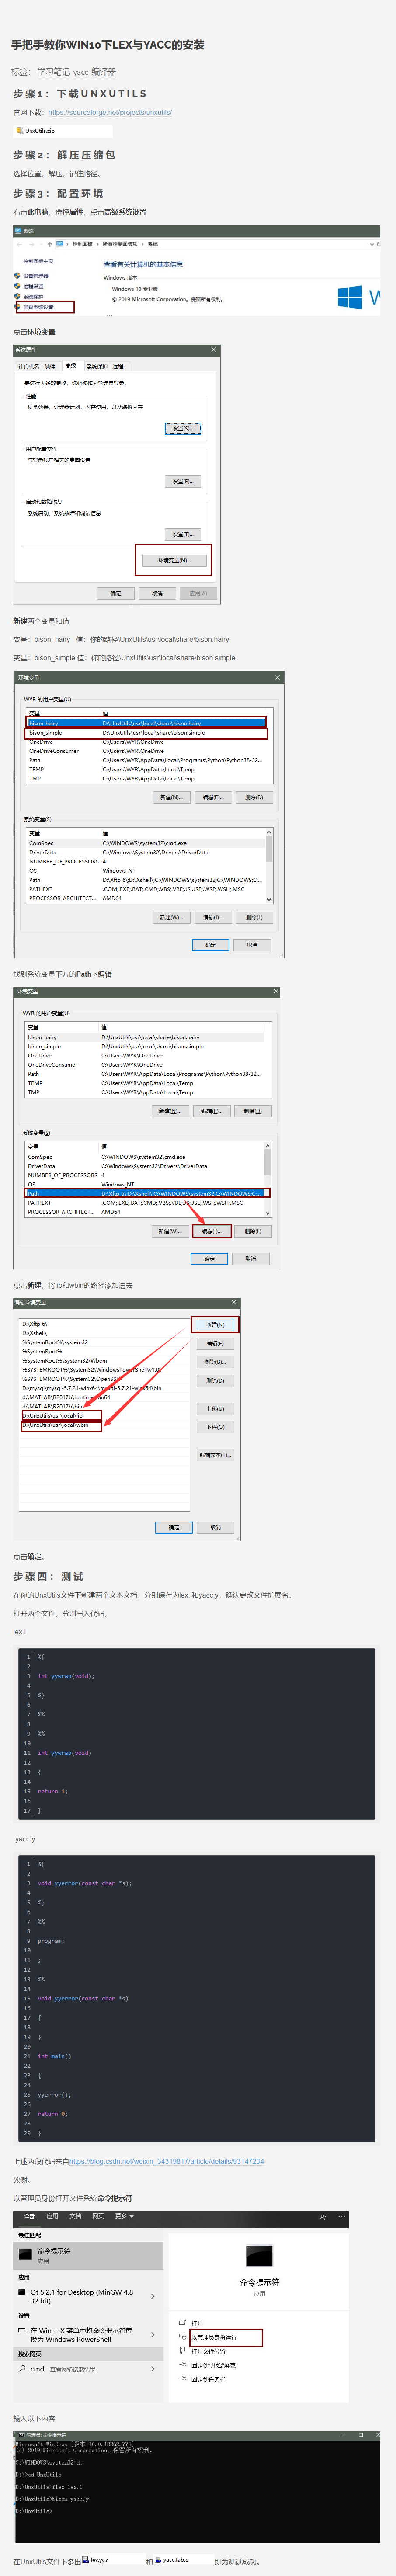 手把手教你WIN10下LEX与YACC的安装
标签： 学习笔记 yacc 编译器
步骤1：下载UNXUTILS
官网下载：https://sourceforge.net/projects/unxutils/
UnxUtils.zip
步骤2：解压压缩包
选择位置，解压，记住路径。
步骤3：配置环境
右击此电脑，选择属性，点击高级系统设置
系统
控制面板 › 所有控制面板项 › 系统
控制面板主页
设备管理器
远程设置
系统保护
高级系统设置
查看有关计算机的基本信息
Windows 版本
Windows 10 专业版
© 2019 Microsoft Corporation。保留所有权利。
W
点击环境变量
系统属性
计算机名 硬件 高级 系统保护 远程
要进行大多数更改，你必须作为管理员登录。
性能
视觉效果，处理器计划，内存使用，以及虚拟内存
设置(S)...
用户配置文件
与登录帐户相关的桌面设置
设置(E)...
启动和故障恢复
系统启动、系统故障和调试信息
设置(T)...
环境变量(N)...
确定 取消 应用(A)
新建两个变量和值
变量：bison_hairy 值：你的路径\UnxUtils\usr\local\share\bison.hairy
变量：bison_simple 值：你的路径\UnxUtils\usr\local\share\bison.simple
环境变量
WYR 的用户变量(U)
变量 值
bison_hairy D:\UnxUtils\usr\local\share\bison.hairy
bison_simple D:\UnxUtils\usr\local\share\bison.simple
OneDrive C:\Users\WYR\OneDrive
OneDriveConsumer C:\Users\WYR\OneDrive
Path C:\Users\WYR\AppData\Local\Programs\Python\Python38-32...
TEMP C:\Users\WYR\AppData\Local\Temp
TMP C:\Users\WYR\AppData\Local\Temp
新建(N)... 编辑(E)... 删除(D)
系统变量(S)
变量 值
ComSpec C:\WINDOWS\system32\cmd.exe
DriverData C:\Windows\System32\Drivers\DriverData
NUMBER_OF_PROCESSORS 4
OS Windows_NT
Path D:\Xftp 6\;D:\Xshell\;C:\WINDOWS\system32;C:\WINDOWS;C:...
PATHEXT .COM;.EXE;.BAT;.CMD;.VBS;.VBE;.JS;.JSE;.WSF;.WSH;.MSC
PROCESSOR_ARCHITECT... AMD64
新建(W)... 编辑(I)... 删除(L)
确定 取消
找到系统变量下方的Path->编辑
环境变量
WYR 的用户变量(U)
变量 值
bison_hairy D:\UnxUtils\usr\local\share\bison.hairy
bison_simple D:\UnxUtils\usr\local\share\bison.simple
OneDrive C:\Users\WYR\OneDrive
OneDriveConsumer C:\Users\WYR\OneDrive
Path C:\Users\WYR\AppData\Local\Programs\Python\Python38-32...
TEMP C:\Users\WYR\AppData\Local\Temp
TMP C:\Users\WYR\AppData\Local\Temp
新建(N)... 编辑(E)... 删除(D)
系统变量(S)
变量 值
ComSpec C:\WINDOWS\system32\cmd.exe
DriverData C:\Windows\System32\Drivers\DriverData
NUMBER_OF_PROCESSORS 4
OS Windows_NT
Path D:\Xftp 6\;D:\Xshell\;C:\WINDOWS\system32;C:\WINDOWS;C:...
PATHEXT .COM;.EXE;.BAT;.CMD;.VBS;.VBE;.JS;.JSE;.WSF;.WSH;.MSC
PROCESSOR_ARCHITECT... AMD64
新建(W)... 编辑(I)... 删除(L)
确定 取消
点击新建，将lib和wbin的路径添加进去
编辑环境变量
D:\Xftp 6\
D:\Xshell\
%SystemRoot%\system32
%SystemRoot%
%SystemRoot%\System32\Wbem
%SYSTEMROOT%\System32\WindowsPowerShell\v1.0\
%SYSTEMROOT%\System32\OpenSSH\
D:\mysql\mysql-5.7.21-winx64\mysql-5.7.21-winx64\bin
d:\MATLAB\R2017b\runtime\win64
d:\MATLAB\R2017b\bin
D:\UnxUtils\usr\local\lib
D:\UnxUtils\usr\local\wbin
新建(N)
编辑(E)
浏览(B)...
删除(D)
上移(U)
下移(O)
编辑文本(T)...
确定 取消
点击确定。
步骤四：测试
在你的UnxUtils文件下新建两个文本文档，分别保存为lex.l和yacc.y，确认更改文件扩展名。
打开两个文件，分别写入代码，
lex.l
1 %{
2
3 int yywrap(void);
4
5 %}
6
7 %%
8
9 %%
10
11 int yywrap(void)
12
13 {
14
15 return 1;
16
17 }
yacc.y
1 %{
2
3 void yyerror(const char *s);
4
5 %}
6
7 %%
8
9 program:
10
11 ;
12
13 %%
14
15 void yyerror(const char *s)
16
17 {
18
19 }
20
21 int main()
22
23 {
24
25 yyerror();
26
27 return 0;
28
29 }
上述两段代码来自https://blog.csdn.net/weixin_34319817/article/details/93147234
致谢。
以管理员身份打开文件系统命令提示符
全部 应用 文档 网页 更多
最佳匹配
命令提示符
应用
应用
Qt 5.2.1 for Desktop (MinGW 4.8 32 bit)
设置
在 Win + X 菜单中将命令提示符替换为 Windows PowerShell
搜索网页
cmd - 查看网络搜索结果
命令提示符
应用
打开
以管理员身份运行
打开文件位置
固定到"开始"屏幕
固定到任务栏
输入以下内容
管理员: 命令提示符
Microsoft Windows [版本 10.0.18362.778]
(c) 2019 Microsoft Corporation。保留所有权利。
C:\WINDOWS\system32>d:
D:\>cd UnxUtils
D:\UnxUtils>flex lex.l
D:\UnxUtils>bison yacc.y
D:\UnxUtils>
在UnxUtils文件下多出 lex.yy.c 和 yacc.tab.c 即为测试成功。